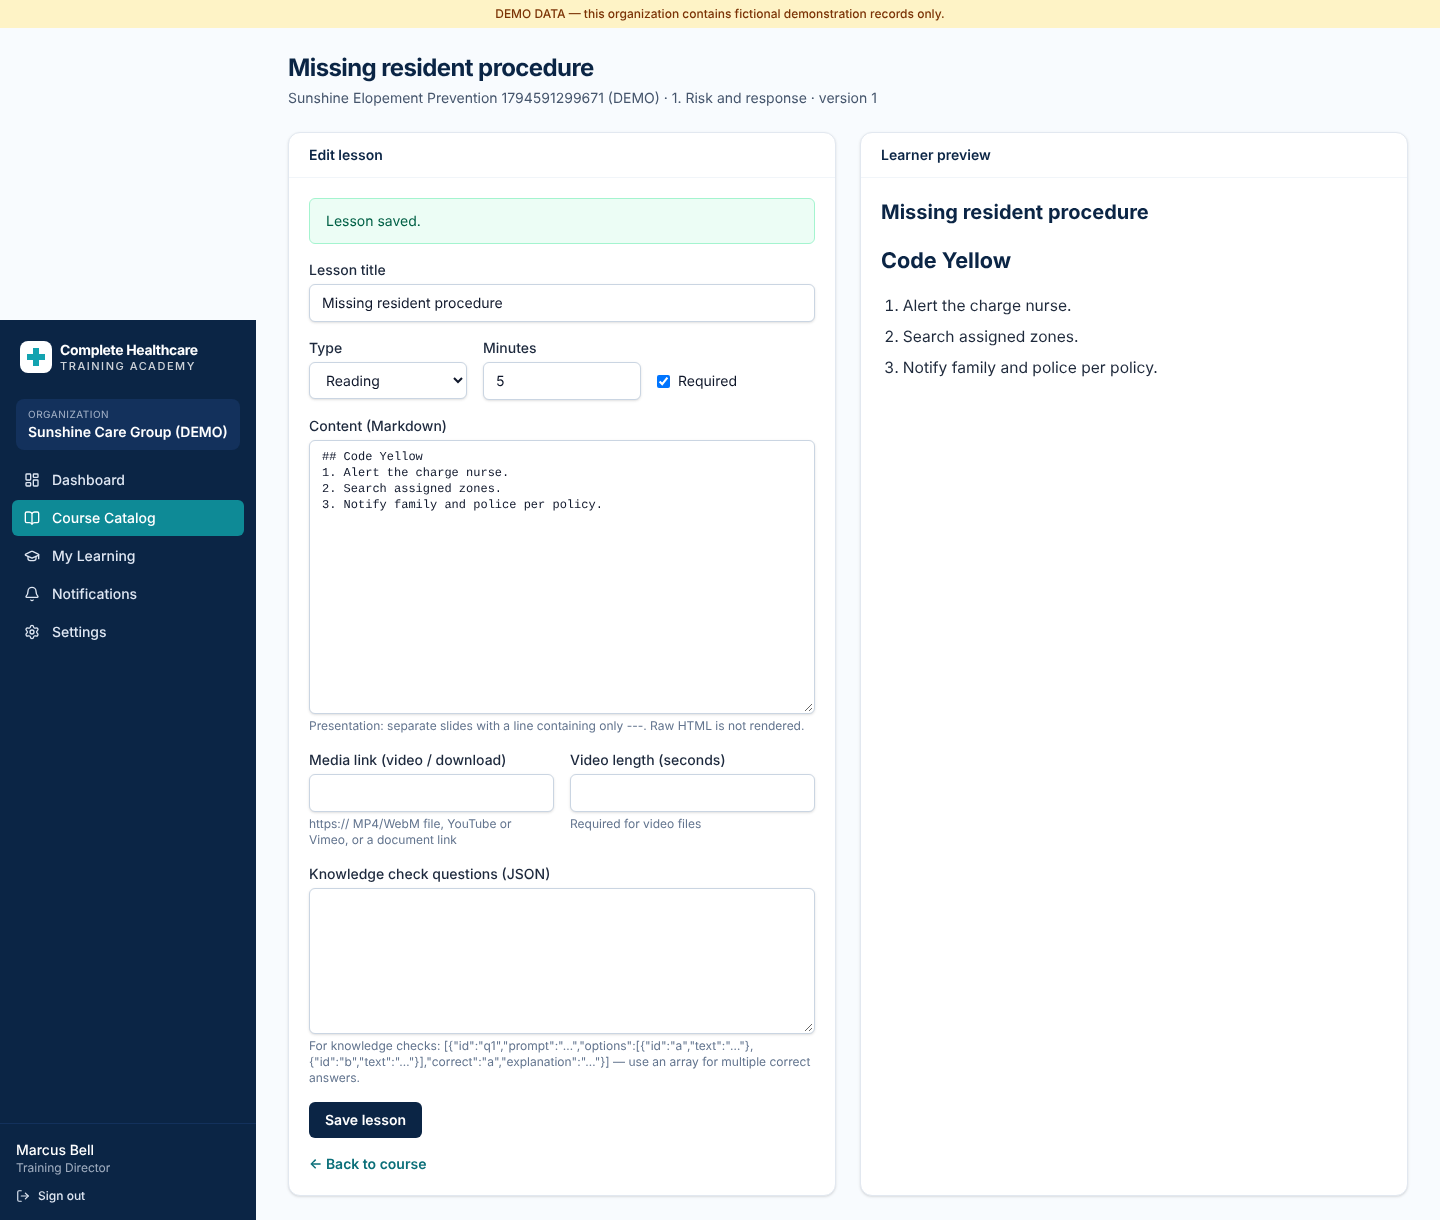 DEMO DATA — this organization contains fictional demonstration records only.
Complete Healthcare
TRAINING ACADEMY
ORGANIZATION
Sunshine Care Group (DEMO)
Dashboard
Course Catalog
My Learning
Notifications
Settings
Marcus Bell
Training Director
Sign out
Missing resident procedure
Sunshine Elopement Prevention 1794591299671 (DEMO) · 1. Risk and response · version 1
Edit lesson
Lesson saved.
Lesson title
Missing resident procedure
Type
Minutes
Reading
5
Required
Content (Markdown)
## Code Yellow
1. Alert the charge nurse.
2. Search assigned zones.
3. Notify family and police per policy.
Presentation: separate slides with a line containing only ---. Raw HTML is not rendered.
Media link (video / download)
Video length (seconds)
https:// MP4/WebM file, YouTube or
Vimeo, or a document link
Required for video files
Knowledge check questions (JSON)
For knowledge checks: [{"id":"q1","prompt":"…","options":[{"id":"a","text":"…"},
{"id":"b","text":"…"}],"correct":"a","explanation":"…"}] — use an array for multiple correct
answers.
Save lesson
← Back to course
Learner preview
Missing resident procedure
Code Yellow
1. Alert the charge nurse.
2. Search assigned zones.
3. Notify family and police per policy.